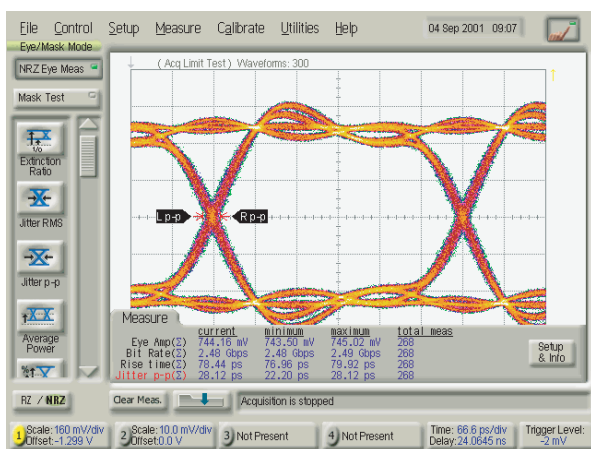 File Control Setup Measure Calibrate Utilities Help 04 Sep 2001 09:07
Eye/Mask Mode
NRZ Eye Meas
Mask Test
Extinction
Ratio
Jitter RMS
Jitter p-p
Average
Power
RZ / NRZ
( Acq Limit Test ) Waveforms: 300
L p-p
R p-p
Measure
current minimum maximum total meas
Eye Amp(Σ) 744.16 mV 743.50 mV 745.02 mV 268
Bit Rate(Σ) 2.48 Gbps 2.48 Gbps 2.49 Gbps 268
Rise time(Σ) 78.44 ps 76.96 ps 79.92 ps 268
Jitter p-p(Σ) 28.12 ps 22.20 ps 28.12 ps 268
Setup
& Info
Clear Meas.
Acquisition is stopped
1 Scale: 160 mV/div
Offset:-1.299 V
2 Scale: 10.0 mV/div
Offset:0.0 V
3 Not Present
4 Not Present
Time: 66.6 ps/div
Delay:24.0645 ns
Trigger Level:
-2 mV